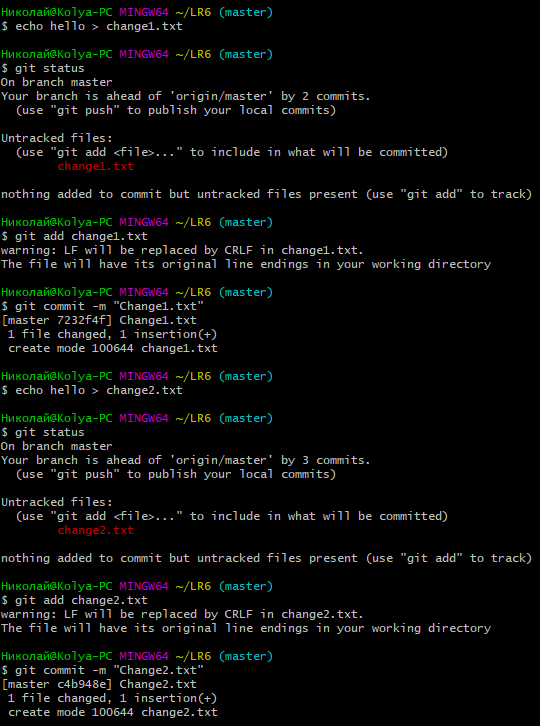 Николай@Kolya-PC MINGW64 ~/LR6 (master)
$ echo hello > change1.txt
Николай@Kolya-PC MINGW64 ~/LR6 (master)
$ git status
On branch master
Your branch is ahead of 'origin/master' by 2 commits.
  (use "git push" to publish your local commits)
Untracked files:
  (use "git add <file>..." to include in what will be committed)
        change1.txt
nothing added to commit but untracked files present (use "git add" to track)
Николай@Kolya-PC MINGW64 ~/LR6 (master)
$ git add change1.txt
warning: LF will be replaced by CRLF in change1.txt.
The file will have its original line endings in your working directory
Николай@Kolya-PC MINGW64 ~/LR6 (master)
$ git commit -m "Change1.txt"
[master 7232f4f] Change1.txt
 1 file changed, 1 insertion(+)
 create mode 100644 change1.txt
Николай@Kolya-PC MINGW64 ~/LR6 (master)
$ echo hello > change2.txt
Николай@Kolya-PC MINGW64 ~/LR6 (master)
$ git status
On branch master
Your branch is ahead of 'origin/master' by 3 commits.
  (use "git push" to publish your local commits)
Untracked files:
  (use "git add <file>..." to include in what will be committed)
        change2.txt
nothing added to commit but untracked files present (use "git add" to track)
Николай@Kolya-PC MINGW64 ~/LR6 (master)
$ git add change2.txt
warning: LF will be replaced by CRLF in change2.txt.
The file will have its original line endings in your working directory
Николай@Kolya-PC MINGW64 ~/LR6 (master)
$ git commit -m "Change2.txt"
[master c4b948e] Change2.txt
 1 file changed, 1 insertion(+)
 create mode 100644 change2.txt